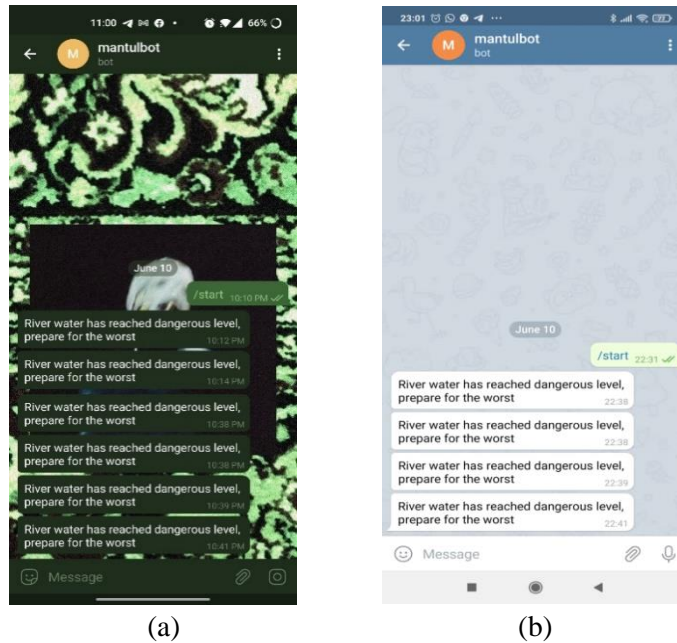 11:00
66%
mantulbot
bot
June 10
/start 10:10 PM
River water has reached dangerous level,
prepare for the worst 10:12 PM
River water has reached dangerous level,
prepare for the worst 10:14 PM
River water has reached dangerous level,
prepare for the worst 10:38 PM
River water has reached dangerous level,
prepare for the worst 10:38 PM
River water has reached dangerous level,
prepare for the worst 10:39 PM
River water has reached dangerous level,
prepare for the worst 10:41 PM
Message
(a)
23:01
M
mantulbot
bot
June 10
/start 22:31
River water has reached dangerous level,
prepare for the worst 22:38
River water has reached dangerous level,
prepare for the worst 22:38
River water has reached dangerous level,
prepare for the worst 22:39
River water has reached dangerous level,
prepare for the worst 22:41
Message
(b)